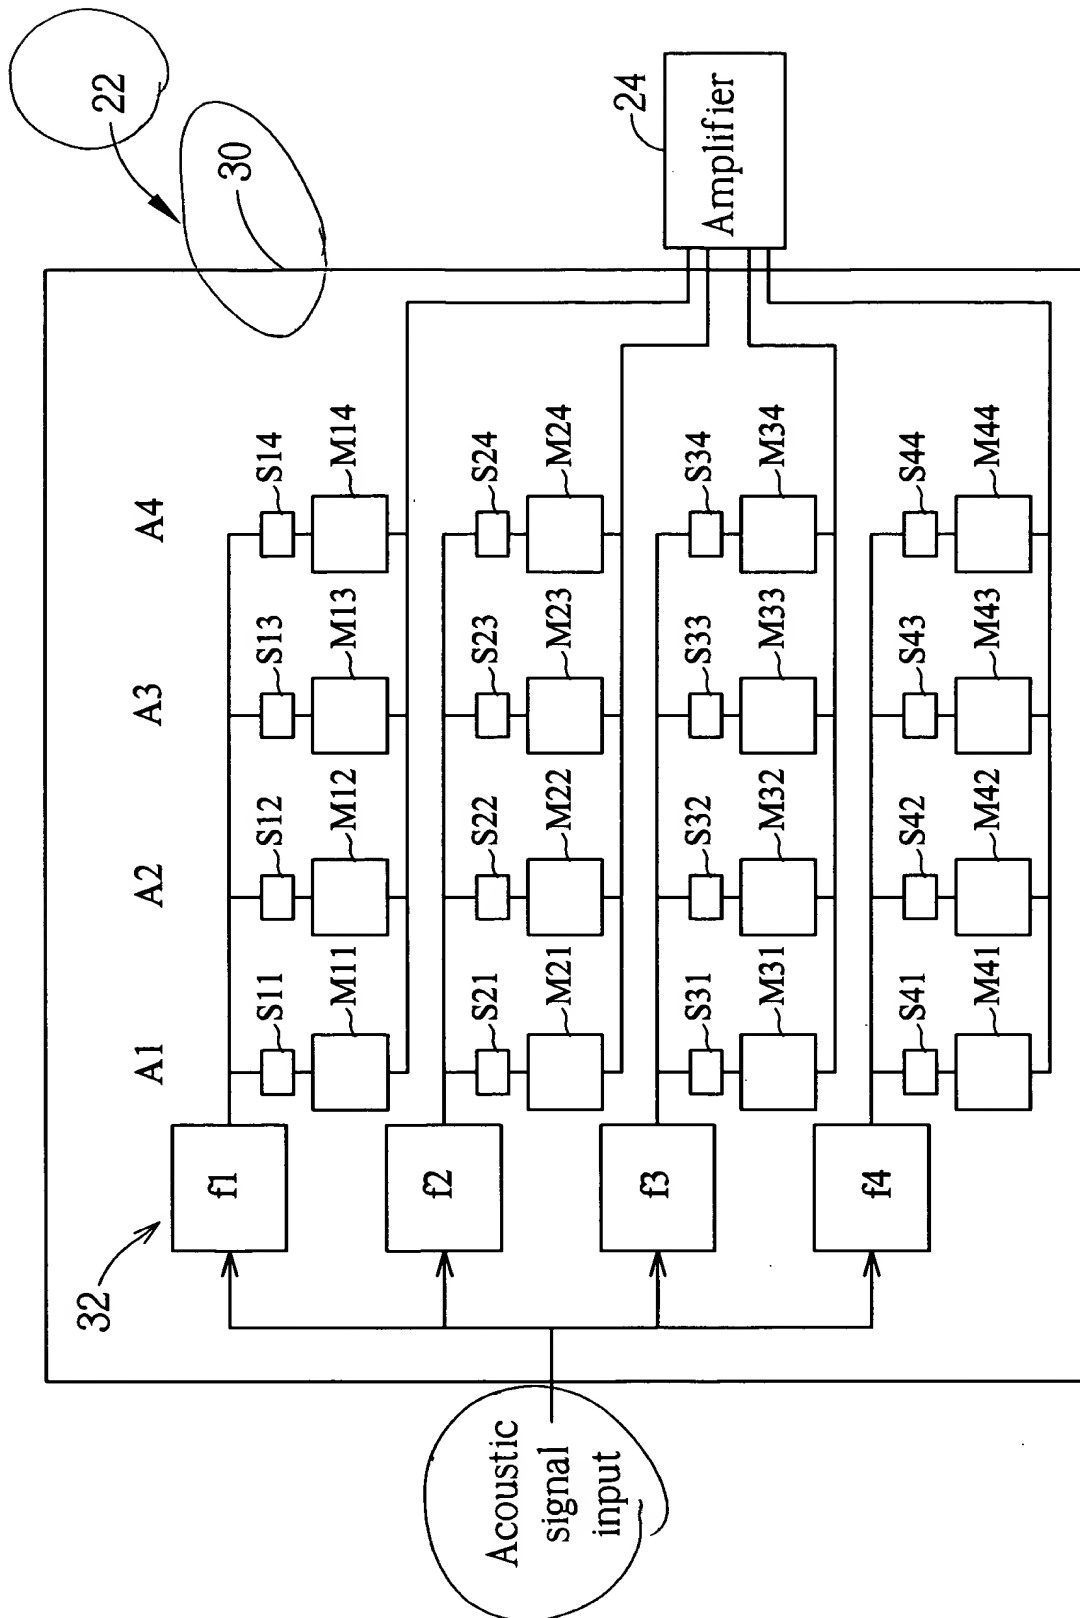 22
30
32
A1 A2 A3 A4
f1
S11 S12 S13 S14
M11 M12 M13 M14
f2
S21 S22 S23 S24
M21 M22 M23 M24
Acoustic
signal
input
24
Amplifier
f3
S31 S32 S33 S34
M31 M32 M33 M34
f4
S41 S42 S43 S44
M41 M42 M43 M44